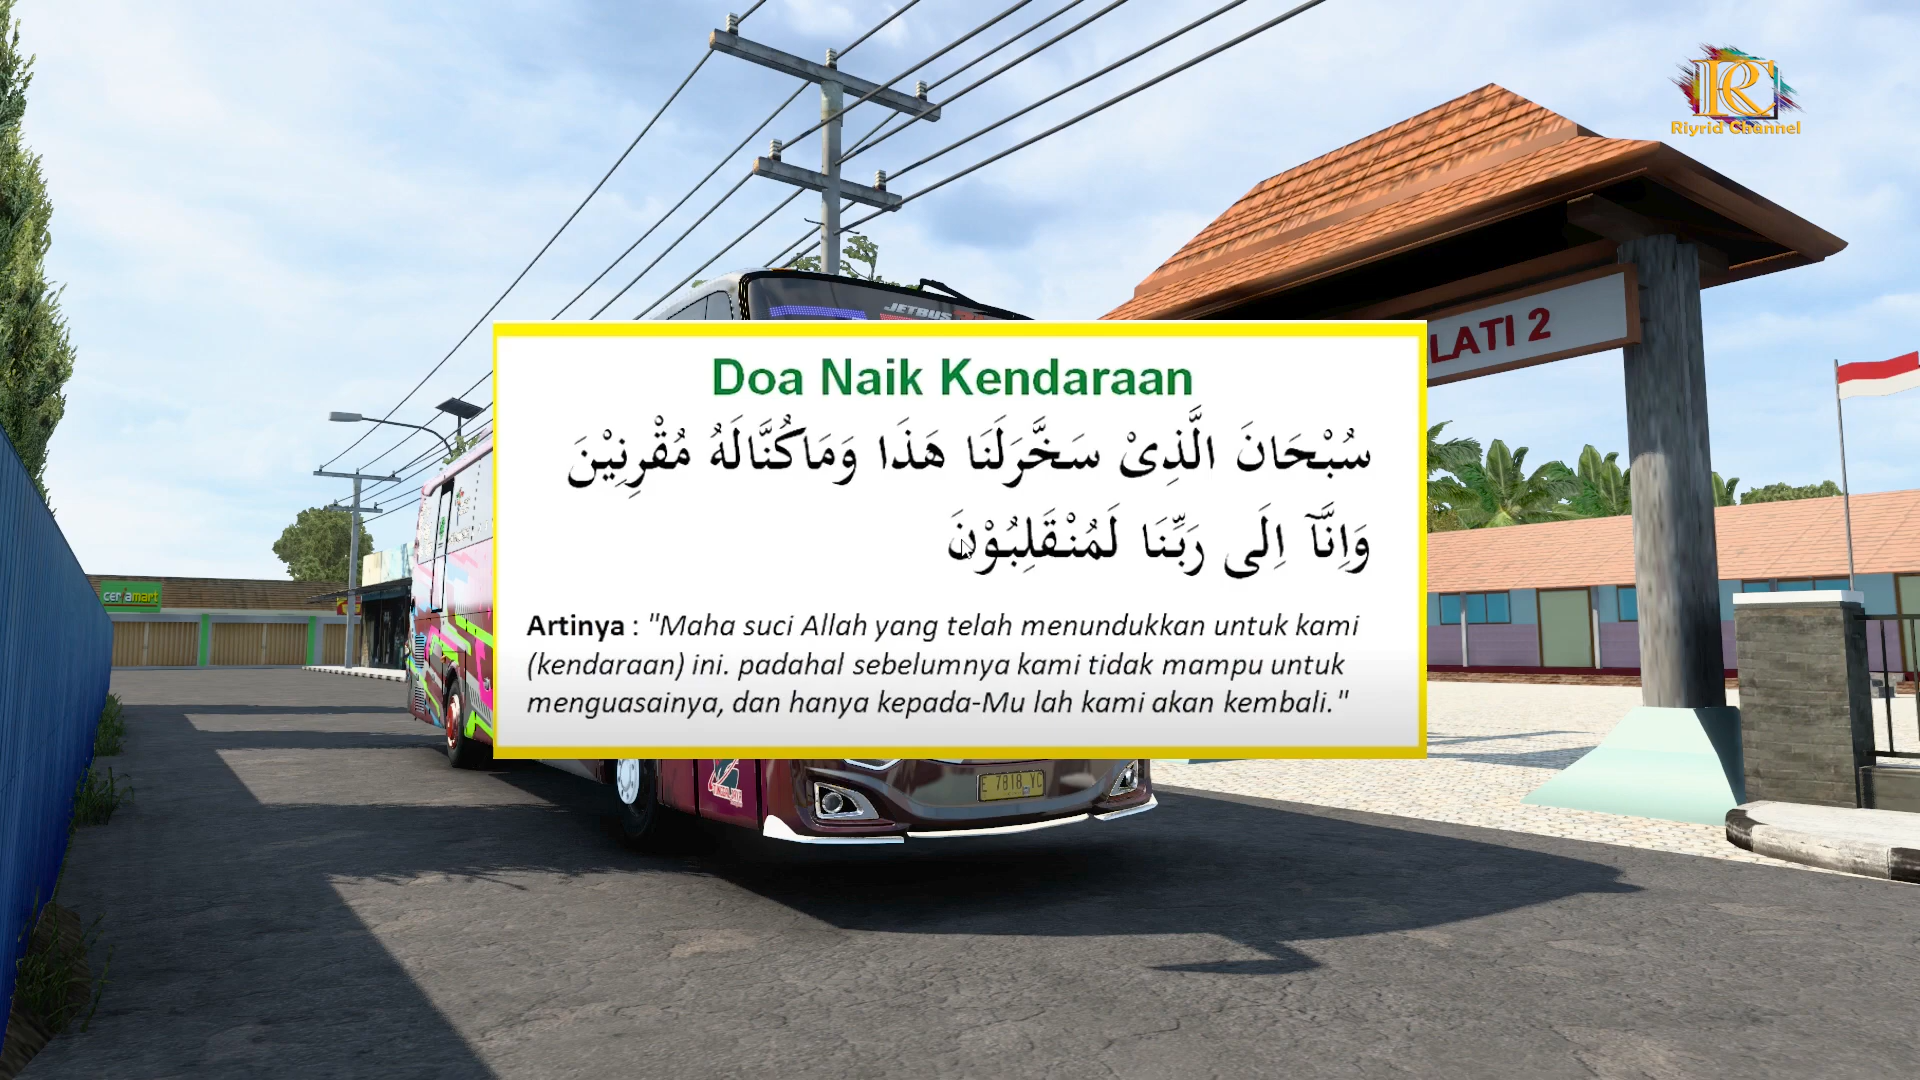 RC
Riyrid Channel
JETBUS
LATI 2
Doa Naik Kendaraan
سُبْحَانَ الَّذِىْ سَخَّرَلَنَا هَذَا وَمَاكُنَّالَهُ مُقْرِنِيْنَ
وَاِنَّآ اِلَى رَبِّنَا لَمُنْقَلِبُوْنَ
Artinya : "Maha suci Allah yang telah menundukkan untuk kami
(kendaraan) ini. padahal sebelumnya kami tidak mampu untuk
menguasainya, dan hanya kepada-Mu lah kami akan kembali."
ceriamart
E 7818 YC